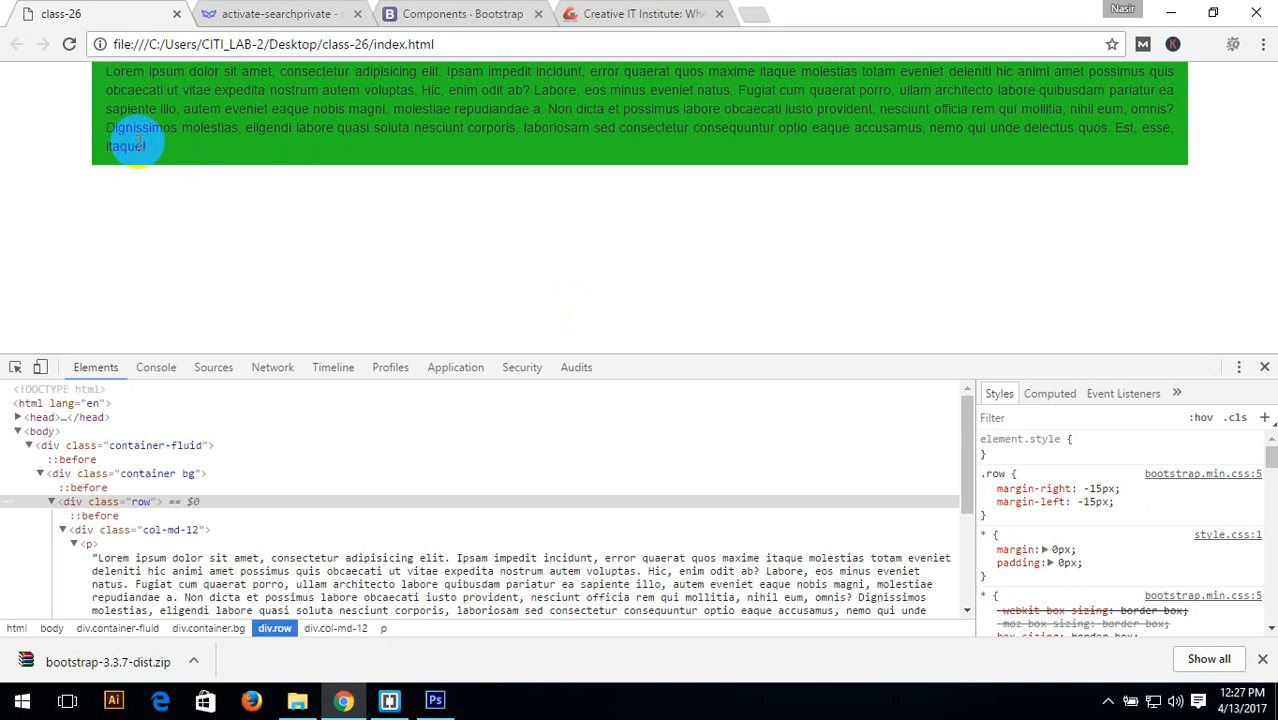 class-26
activate-searchprivate -
Components · Bootstrap
Creative IT Institute: Whe
Nasir
file:///C:/Users/CITI_LAB-2/Desktop/class-26/index.html
Lorem ipsum dolor sit amet, consectetur adipisicing elit. Ipsam impedit incidunt, error quaerat quos maxime itaque molestias totam eveniet deleniti hic animi amet possimus quis
obcaecati ut vitae expedita nostrum autem voluptas. Hic, enim odit ab? Labore, eos minus eveniet natus. Fugiat cum quaerat porro, ullam architecto labore quibusdam pariatur ea
sapiente illo, autem eveniet eaque nobis magni, molestiae repudiandae a. Non dicta et possimus labore obcaecati iusto provident, nesciunt officia rem qui mollitia, nihil eum, omnis?
Dignissimos molestias, eligendi labore quasi soluta nesciunt corporis, laboriosam sed consectetur consequuntur optio eaque accusamus, nemo qui unde delectus quos. Est, esse,
itaque!
Elements Console Sources Network Timeline Profiles Application Security Audits
<!DOCTYPE html>
<html lang="en">
<head>…</head>
<body>
<div class="container-fluid">
::before
<div class="container bg">
::before
<div class="row"> == $0
::before
<div class="col-md-12">
<p>
"Lorem ipsum dolor sit amet, consectetur adipisicing elit. Ipsam impedit incidunt, error quaerat quos maxime itaque molestias totam eveniet
deleniti hic animi amet possimus quis obcaecati ut vitae expedita nostrum autem voluptas. Hic, enim odit ab? Labore, eos minus eveniet
natus. Fugiat cum quaerat porro, ullam architecto labore quibusdam pariatur ea sapiente illo, autem eveniet eaque nobis magni, molestiae
repudiandae a. Non dicta et possimus labore obcaecati iusto provident, nesciunt officia rem qui mollitia, nihil eum, omnis? Dignissimos
molestias, eligendi labore quasi soluta nesciunt corporis, laboriosam sed consectetur consequuntur optio eaque accusamus, nemo qui unde
html body div.container-fluid div.container.bg div.row div.col-md-12 p
Styles Computed Event Listeners »
Filter :hov .cls +
element.style {
}
.row { bootstrap.min.css:5
margin-right: -15px;
margin-left: -15px;
}
* { style.css:1
margin: 0px;
padding: 0px;
}
* { bootstrap.min.css:5
-webkit-box-sizing: border-box;
-moz-box-sizing: border-box;
box-sizing: border-box;
bootstrap-3.3.7-dist.zip
Show all
Ai
Ps
12:27 PM
4/13/2017